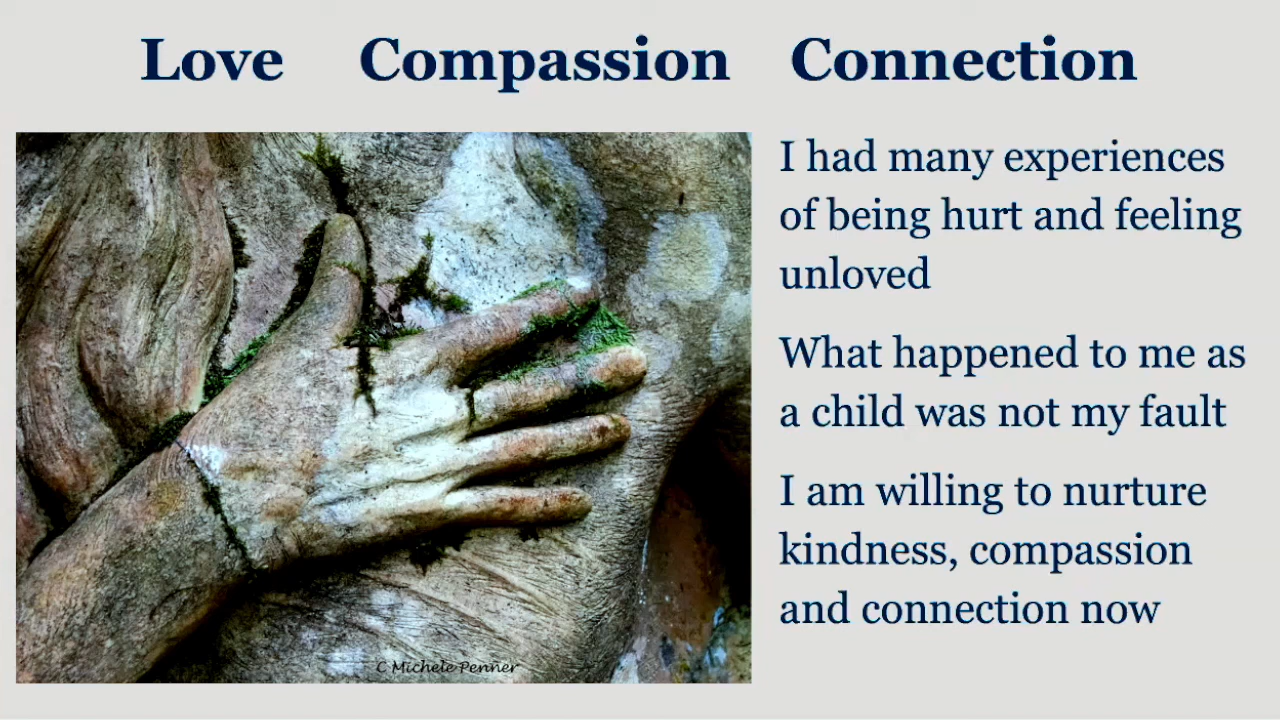 Love Compassion Connection
I had many experiences
of being hurt and feeling
unloved
What happened to me as
a child was not my fault
I am willing to nurture
kindness, compassion
and connection now
C Michele Penner